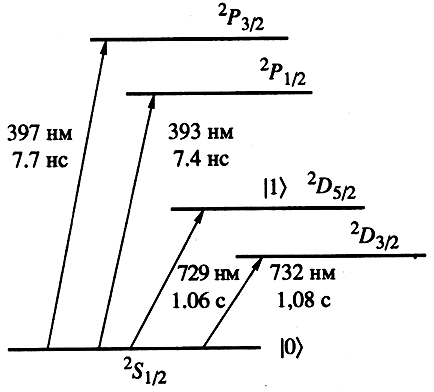 ²P₃/₂
²P₁/₂
397 нм
7.7 нс
393 нм
7.4 нс
|1⟩ ²D₅/₂
²D₃/₂
729 нм
1.06 с
732 нм
1,08 с
|0⟩
²S₁/₂